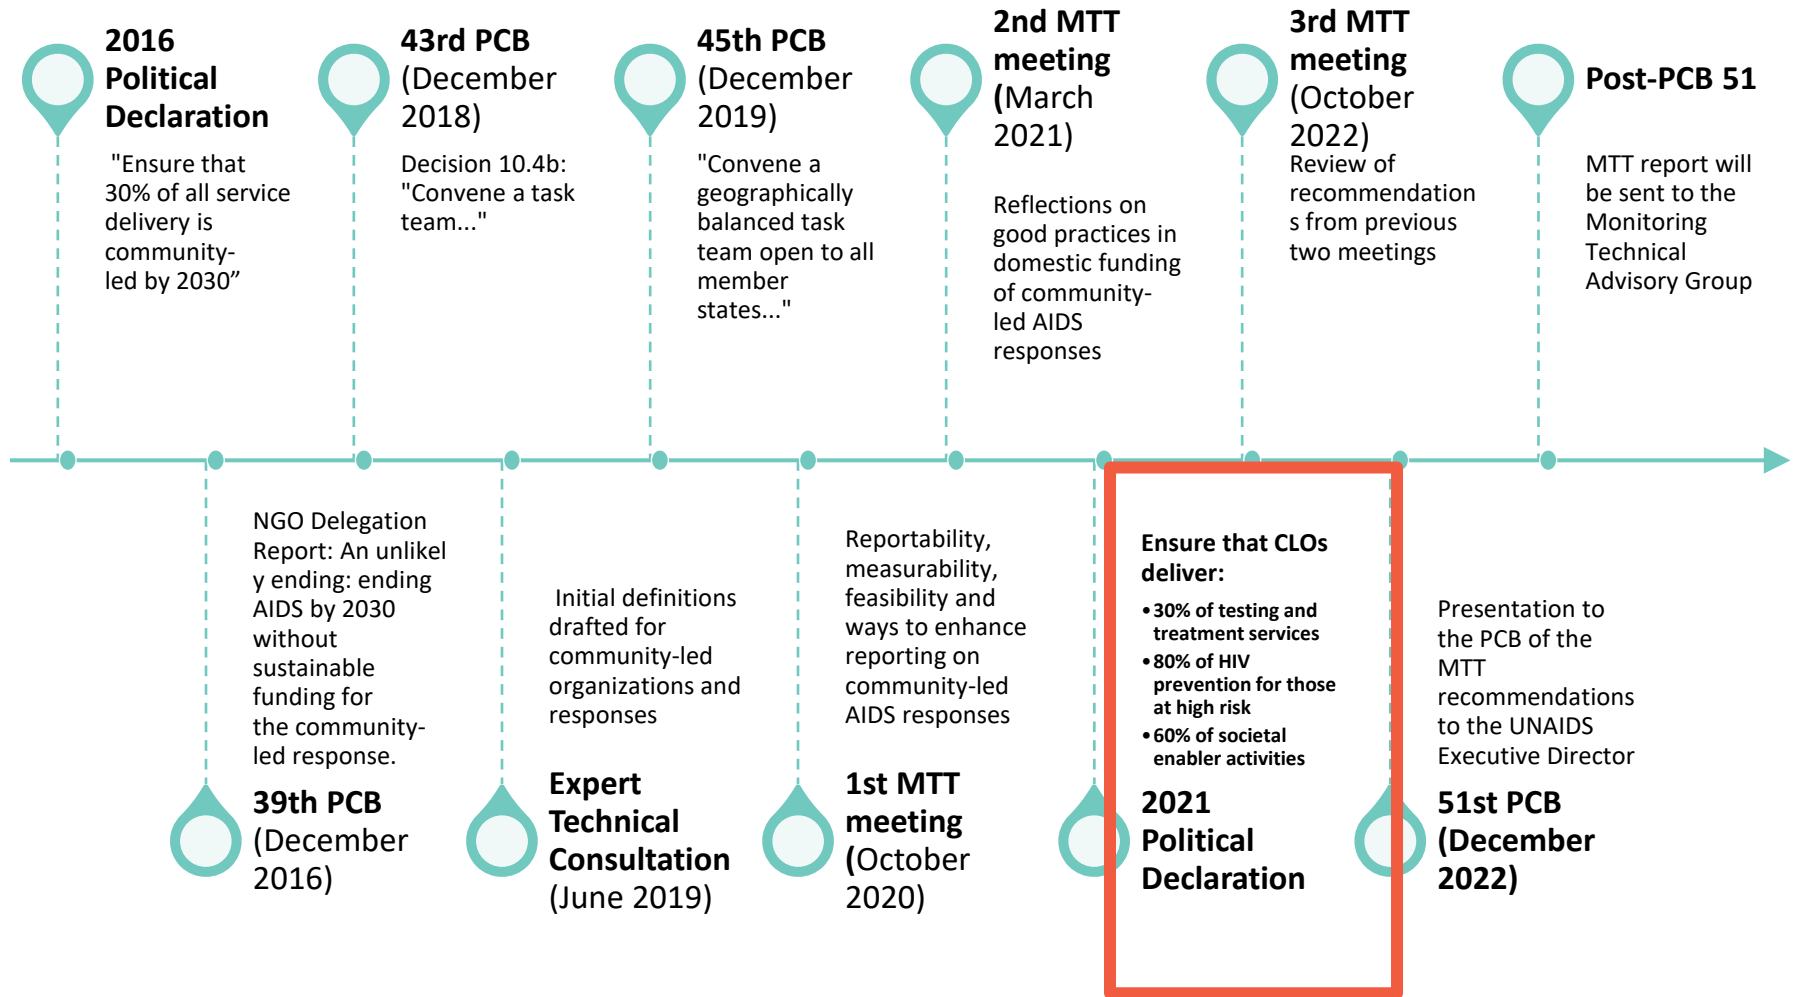 2016
Political
Declaration
"Ensure that
30% of all service
delivery is
community-
led by 2030”
43rd PCB
(December
2018)
Decision 10.4b:
"Convene a task
team..."
45th PCB
(December
2019)
"Convene a
geographically
balanced task
team open to all
member
states..."
2nd MTT
meeting
(March
2021)
Reflections on
good practices in
domestic funding
of community-
led AIDS
responses
3rd MTT
meeting
(October
2022)
Review of
recommendation
s from previous
two meetings
Post-PCB 51
MTT report will
be sent to the
Monitoring
Technical
Advisory Group
NGO Delegation
Report: An unlikel
y ending: ending
AIDS by 2030
without
sustainable
funding for
the community-
led response.
39th PCB
(December
2016)
Initial definitions
drafted for
community-led
organizations and
responses
Expert
Technical
Consultation
(June 2019)
Reportability,
measurability,
feasibility and
ways to enhance
reporting on
community-led
AIDS responses
1st MTT
meeting
(October
2020)
Ensure that CLOs
deliver:
•30% of testing and
treatment services
•80% of HIV
prevention for those
at high risk
•60% of societal
enabler activities
2021
Political
Declaration
Presentation to
the PCB of the
MTT
recommendations
to the UNAIDS
Executive Director
51st PCB
(December
2022)